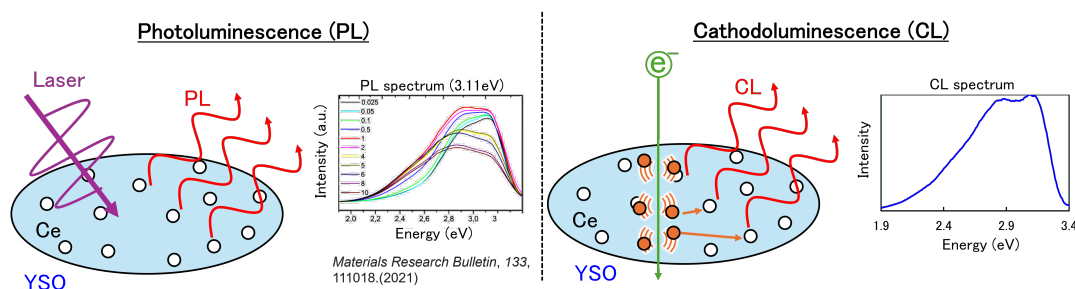 Photoluminescence (PL)
Laser
PL
Ce
YSO
PL spectrum (3.11eV)
Intensity (a.u.)
0.025
0.05
0.1
0.5
1
2
4
5
6
8
10
2,0 2,2 2,4 2,6 2,8 3,0 3
Energy (eV)
Materials Research Bulletin, 133,
111018.(2021)
Cathodoluminescence (CL)
e−
CL
Ce
YSO
CL spectrum
Intensity
1.9 2.4 2.9 3.4
Energy (eV)